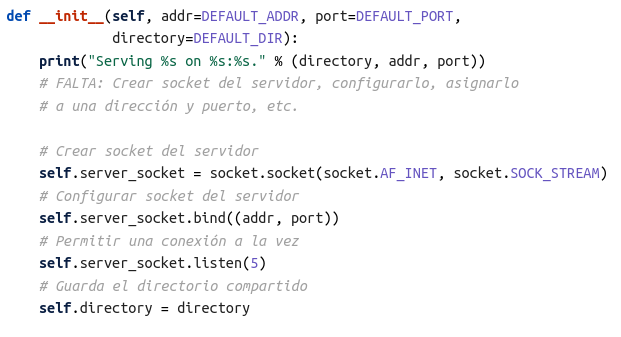 def __init__(self, addr=DEFAULT_ADDR, port=DEFAULT_PORT,
             directory=DEFAULT_DIR):
    print("Serving %s on %s:%s." % (directory, addr, port))
    # FALTA: Crear socket del servidor, configurarlo, asignarlo
    # a una dirección y puerto, etc.

    # Crear socket del servidor
    self.server_socket = socket.socket(socket.AF_INET, socket.SOCK_STREAM)
    # Configurar socket del servidor
    self.server_socket.bind((addr, port))
    # Permitir una conexión a la vez
    self.server_socket.listen(5)
    # Guarda el directorio compartido
    self.directory = directory